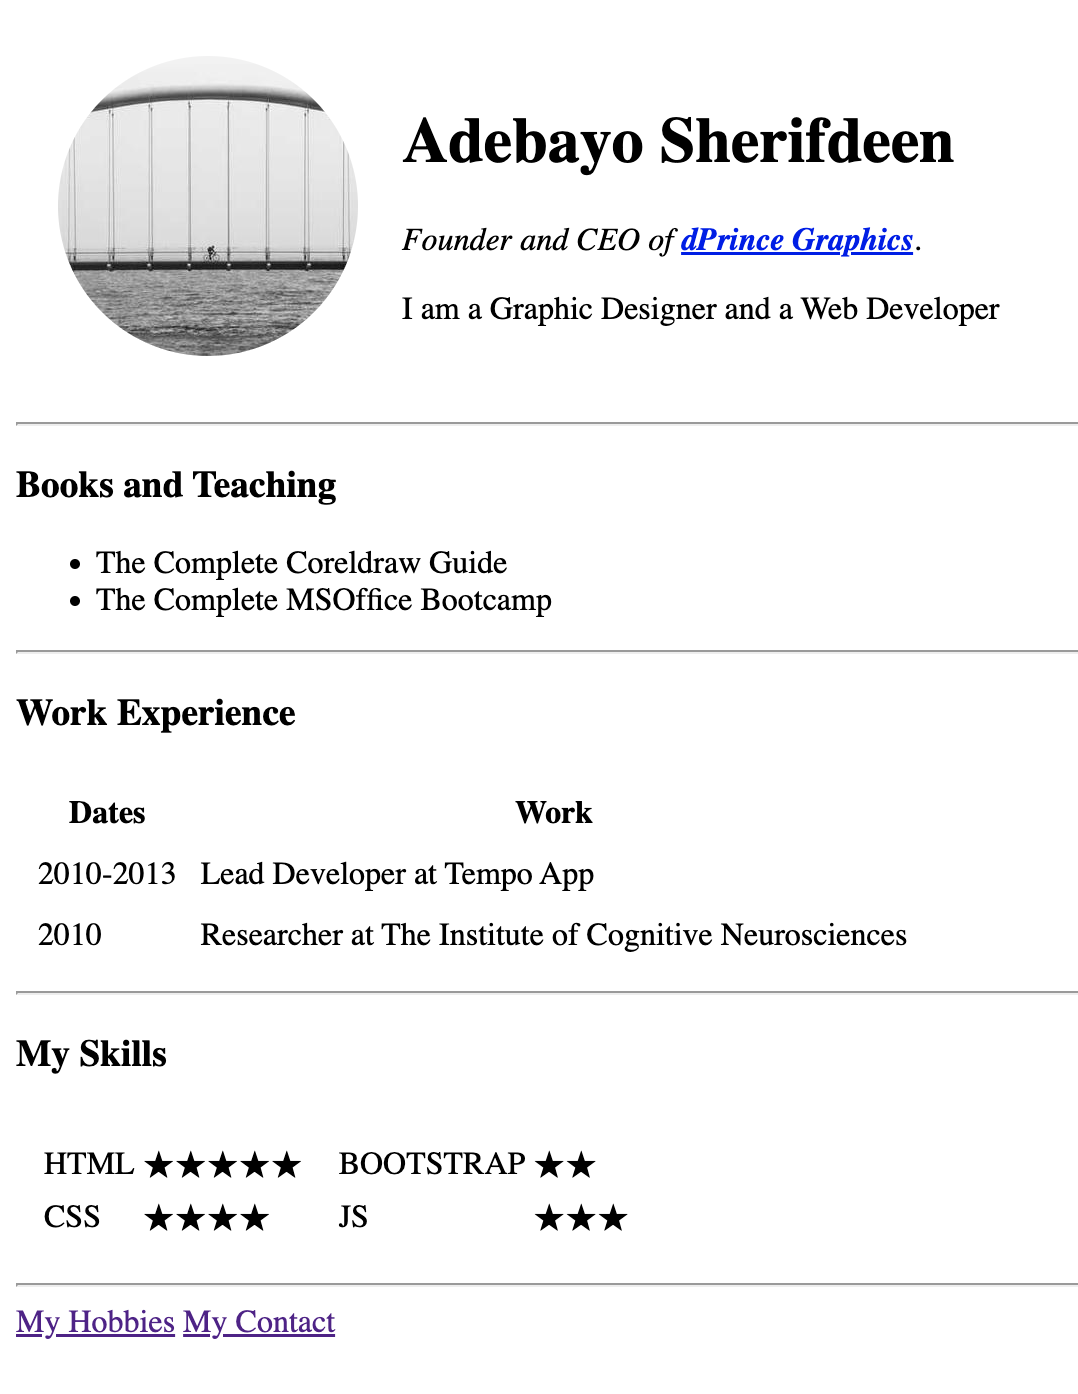 Adebayo Sherifdeen
Founder and CEO of dPrince Graphics.
I am a Graphic Designer and a Web Developer
Books and Teaching
• The Complete Coreldraw Guide
• The Complete MSOffice Bootcamp
Work Experience
Dates Work
2010-2013 Lead Developer at Tempo App
2010 Researcher at The Institute of Cognitive Neurosciences
My Skills
HTML ★★★★★ BOOTSTRAP ★★
CSS ★★★★ JS ★★★
My Hobbies My Contact